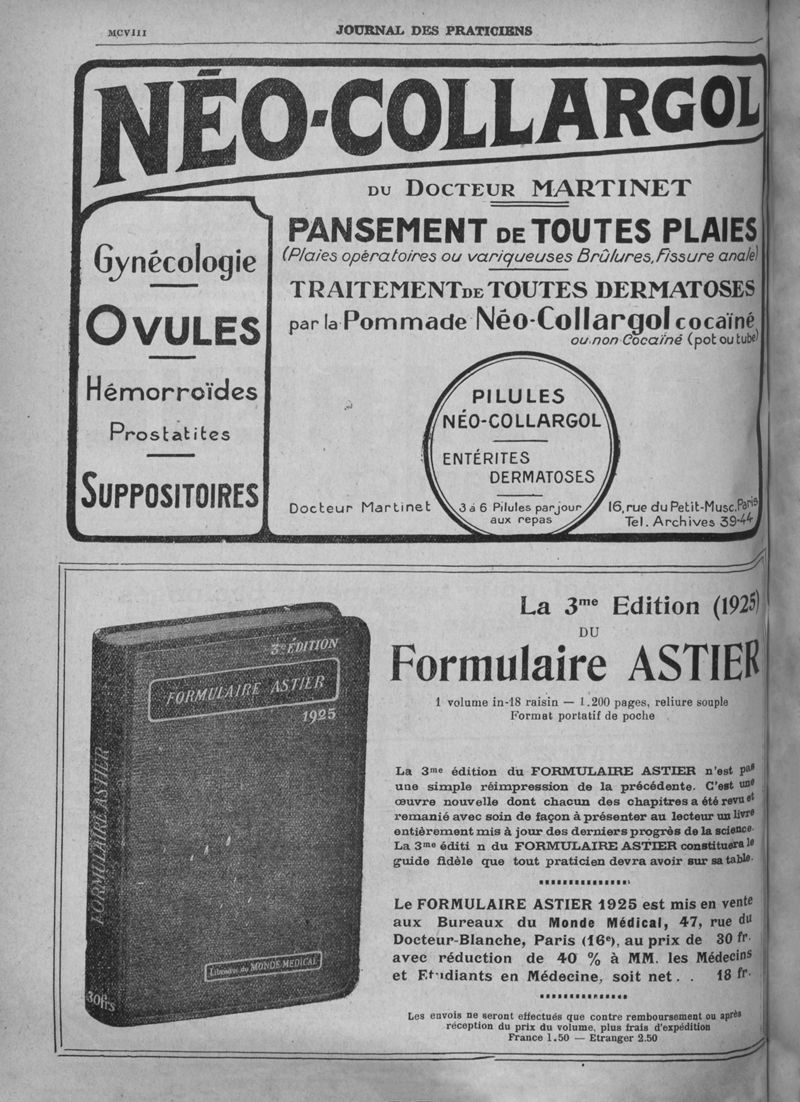 MCVIII
JOURNAL DES PRATICIENS
NÉO-COLLARGOL
DU DOCTEUR MARTINET
Gynécologie
OVULES
Hémorroïdes
Prostatites
SUPPOSITOIRES
PANSEMENT DE TOUTES PLAIES
(Plaies opèratoires ou variqueuses Brûlures, Fissure anale)
TRAITEMENT DE TOUTES DERMATOSES
par la Pommade Néo-Collargol cocaïné
ou non Cocaïné (pot ou tube)
PILULES
NÉO-COLLARGOL
ENTÉRITES
DERMATOSES
3 à 6 Pilules par jour
aux repas
Docteur Martinet
16, rue du Petit-Musc. Paris
Tel. Archives 39-44
3e ÉDITION
FORMULAIRE ASTIER
1925
FORMULAIRE ASTIER
30frs
Librairie du MONDE MEDICAL
La 3me Edition (1925)
DU
Formulaire ASTIER
1 volume in-18 raisin — 1.200 pages, reliure souple
Format portatif de poche
La 3me édition du FORMULAIRE ASTIER n'est pas
une simple réimpression de la précédente. C'est une
œuvre nouvelle dont chacun des chapitres a été revu et
remanié avec soin de façon à présenter au lecteur un livre
entièrement mis à jour des derniers progrès de la science.
La 3me éditi n du FORMULAIRE ASTIER constituera le
guide fidèle que tout praticien devra avoir sur sa table.
Le FORMULAIRE ASTIER 1925 est mis en vente
aux Bureaux du Monde Médical, 47, rue du
Docteur-Blanche, Paris (16e), au prix de 30 fr.
avec réduction de 40 % à MM. les Médecins
et Etudiants en Médecine, soit net. . 18 fr.
Les envois ne seront effectués que contre remboursement ou après
réception du prix du volume, plus frais d'expédition
France 1.50 — Etranger 2.50